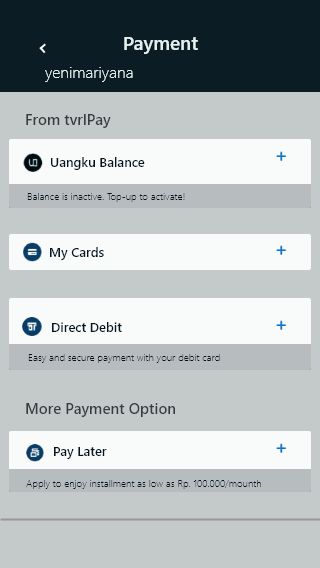 Payment
yenimariyana
From tvrlPay
Uangku Balance
Balance is inactive. Top-up to activate!
My Cards
Direct Debit
Easy and secure payment with your debit card
More Payment Option
Pay Later
Apply to enjoy installment as low as Rp. 100.000/mounth